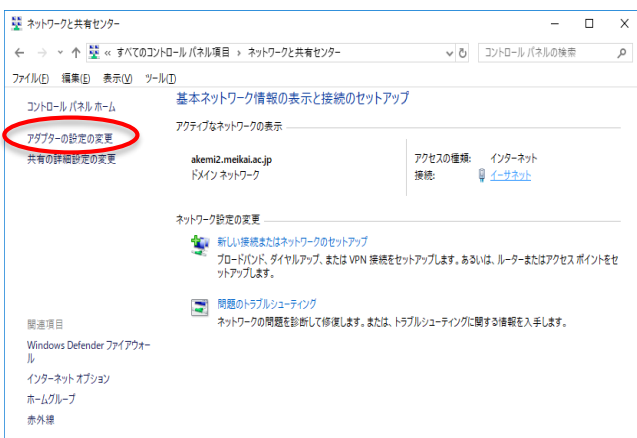 ネットワークと共有センター
« すべてのコントロール パネル項目 › ネットワークと共有センター
コントロール パネルの検索
ファイル(F) 編集(E) 表示(V) ツール(T)
コントロール パネル ホーム
アダプターの設定の変更
共有の詳細設定の変更
基本ネットワーク情報の表示と接続のセットアップ
アクティブなネットワークの表示
akemi2.meikai.ac.jp
ドメイン ネットワーク
アクセスの種類: インターネット
接続: イーサネット
ネットワーク設定の変更
新しい接続またはネットワークのセットアップ
ブロードバンド、ダイヤルアップ、または VPN 接続をセットアップします。あるいは、ルーターまたはアクセス ポイントをセ
ットアップします。
問題のトラブルシューティング
ネットワークの問題を診断して修復します。または、トラブルシューティングに関する情報を入手します。
関連項目
Windows Defender ファイアウォー
ル
インターネット オプション
ホームグループ
赤外線